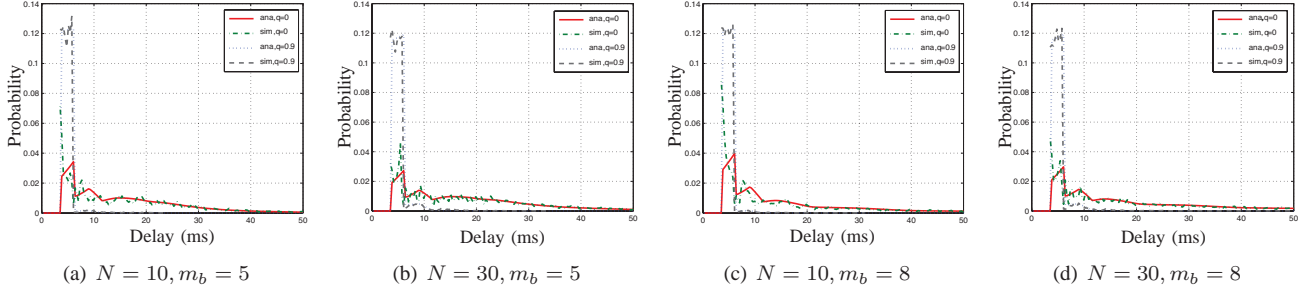 0.14
0.12
0.1
0.08
0.06
0.04
0.02
0
Probability
ana,q=0
sim,q=0
ana,q=0.9
sim,q=0.9
0 10 20 30 40 50
Delay (ms)
(a) N = 10, m_b = 5
0.14
0.12
0.1
0.08
0.06
0.04
0.02
0
Probability
ana,q=0
sim,q=0
ana,q=0.9
sim,q=0.9
0 10 20 30 40 50
Delay (ms)
(b) N = 30, m_b = 5
0.14
0.12
0.1
0.08
0.06
0.04
0.02
0
Probability
ana,q=0
sim,q=0
ana,q=0.9
sim,q=0.9
0 10 20 30 40 50
Delay (ms)
(c) N = 10, m_b = 8
0.14
0.12
0.1
0.08
0.06
0.04
0.02
0
Probability
ana,q=0
sim,q=0
ana,q=0.9
sim,q=0.9
0 10 20 30 40 50
Delay (ms)
(d) N = 30, m_b = 8